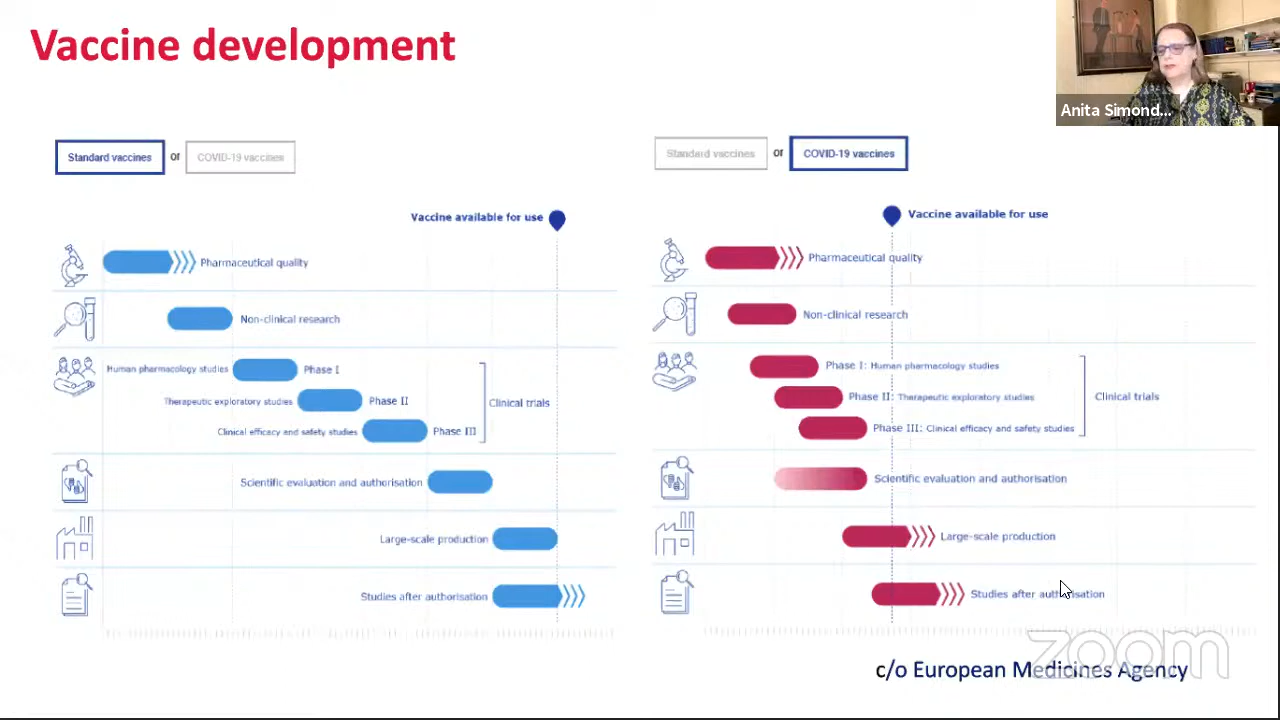 Vaccine development
Anita Simond...
Standard vaccines or COVID-19 vaccines
Vaccine available for use
Pharmaceutical quality
Non-clinical research
Human pharmacology studies Phase I
Therapeutic exploratory studies Phase II
Clinical efficacy and safety studies Phase III
Clinical trials
Scientific evaluation and authorisation
Large-scale production
Studies after authorisation
Standard vaccines or COVID-19 vaccines
Vaccine available for use
Pharmaceutical quality
Non-clinical research
Phase I: Human pharmacology studies
Phase II: Therapeutic exploratory studies
Phase III: Clinical efficacy and safety studies
Clinical trials
Scientific evaluation and authorisation
Large-scale production
Studies after authorisation
zoom
c/o European Medicines Agency